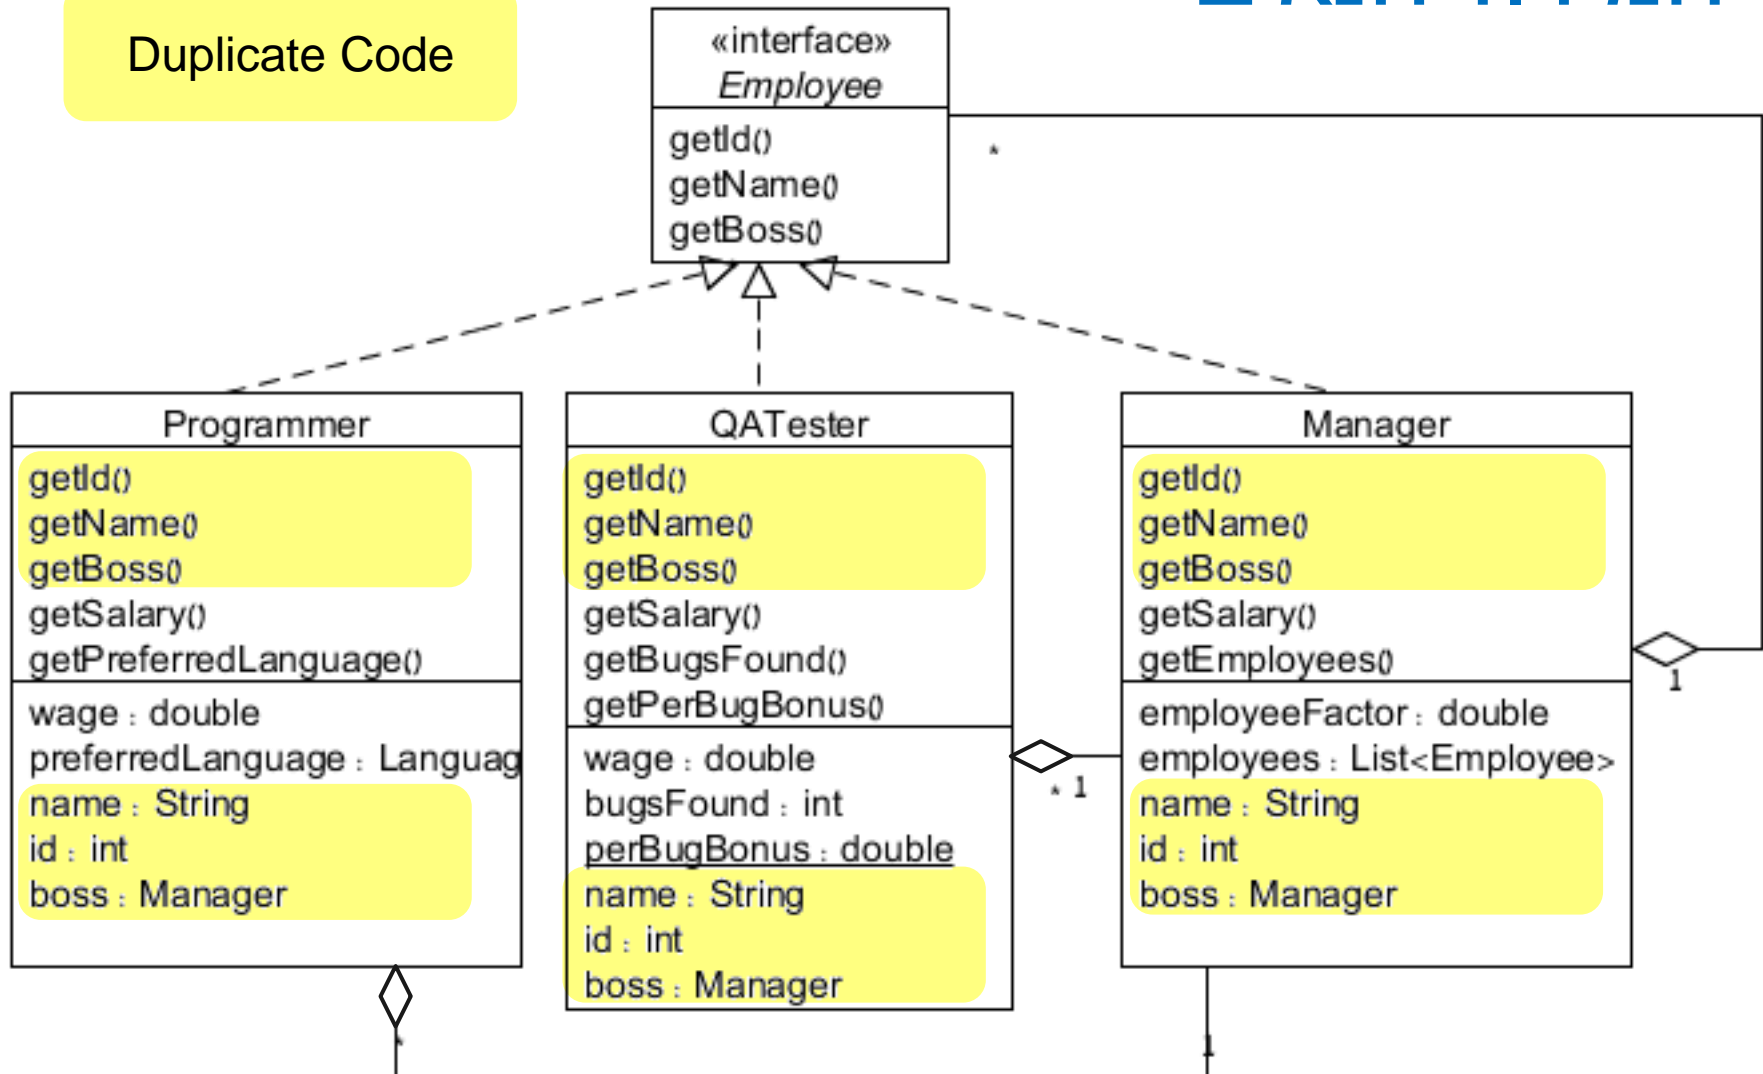 Duplicate Code
«interface»
Employee
getId()
getName()
getBoss()
*
Programmer
getId()
getName()
getBoss()
getSalary()
getPreferredLanguage()
wage : double
preferredLanguage : Languag
name : String
id : int
boss : Manager
*
QATester
getId()
getName()
getBoss()
getSalary()
getBugsFound()
getPerBugBonus()
wage : double
bugsFound : int
perBugBonus : double
name : String
id : int
boss : Manager
* 1
Manager
getId()
getName()
getBoss()
getSalary()
getEmployees()
employeeFactor : double
employees : List<Employee>
name : String
id : int
boss : Manager
1
1